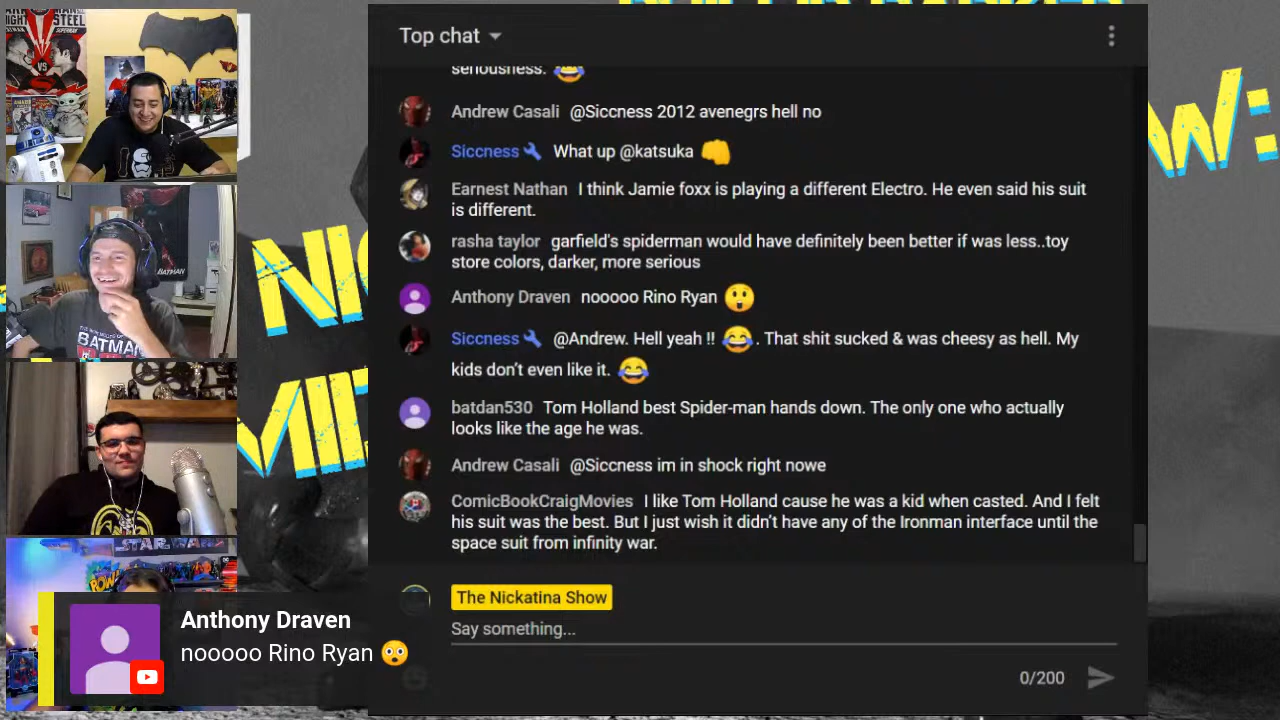 Top chat
seriousness. 😂
Andrew Casali @Siccness 2012 avenegrs hell no
Siccness 🔧 What up @katsuka 👊
Earnest Nathan I think Jamie foxx is playing a different Electro. He even said his suit
is different.
rasha taylor garfield's spiderman would have definitely been better if was less..toy
store colors, darker, more serious
Anthony Draven nooooo Rino Ryan 😲
Siccness 🔧 @Andrew. Hell yeah !! 😂. That shit sucked & was cheesy as hell. My
kids don’t even like it. 😂
batdan530 Tom Holland best Spider-man hands down. The only one who actually
looks like the age he was.
Andrew Casali @Siccness im in shock right nowe
ComicBookCraigMovies I like Tom Holland cause he was a kid when casted. And I felt
his suit was the best. But I just wish it didn’t have any of the Ironman interface until the
space suit from infinity war.
The Nickatina Show
Say something...
0/200
Anthony Draven
nooooo Rino Ryan 😳
STEEL
VS
BATMAN
BATMAN
STAR WARS
POW